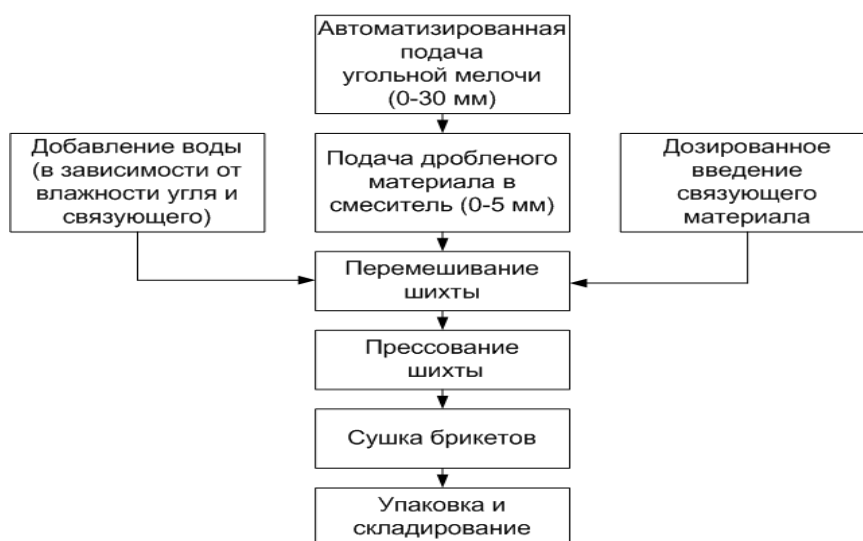 Автоматизированная
подача
угольной мелочи
(0-30 мм)
Добавление воды
(в зависимости от
влажности угля и
связующего)
Подача дробленого
материала в
смеситель (0-5 мм)
Дозированное
введение
связующего
материала
Перемешивание
шихты
Прессование
шихты
Сушка брикетов
Упаковка и
складирование